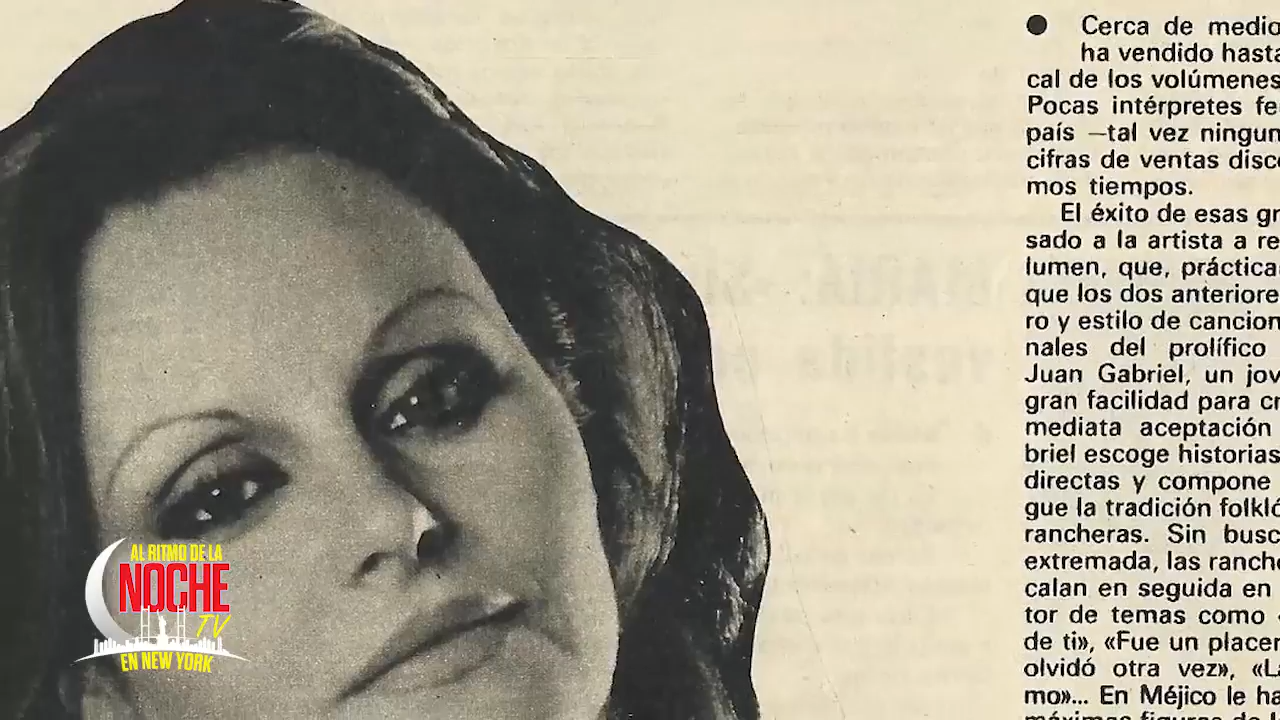 ● Cerca de medio
ha vendido hasta
cal de los volúmenes
Pocas intérpretes fe
país —tal vez ningun
cifras de ventas disc
mos tiempos.
El éxito de esas gr
sado a la artista a re
lumen, que, práctica
que los dos anteriore
ro y estilo de cancion
nales del prolífico
Juan Gabriel, un jov
gran facilidad para cr
mediata aceptación
briel escoge historias
directas y compone
gue la tradición folkló
rancheras. Sin busc
extremada, las ranche
calan en seguida en
tor de temas como
de ti», «Fue un placer
olvidó otra vez», «La
mo»... En Méjico le ha
máximas figuras de l
AL RITMO DE LA
NOCHE
TV
EN NEW YORK